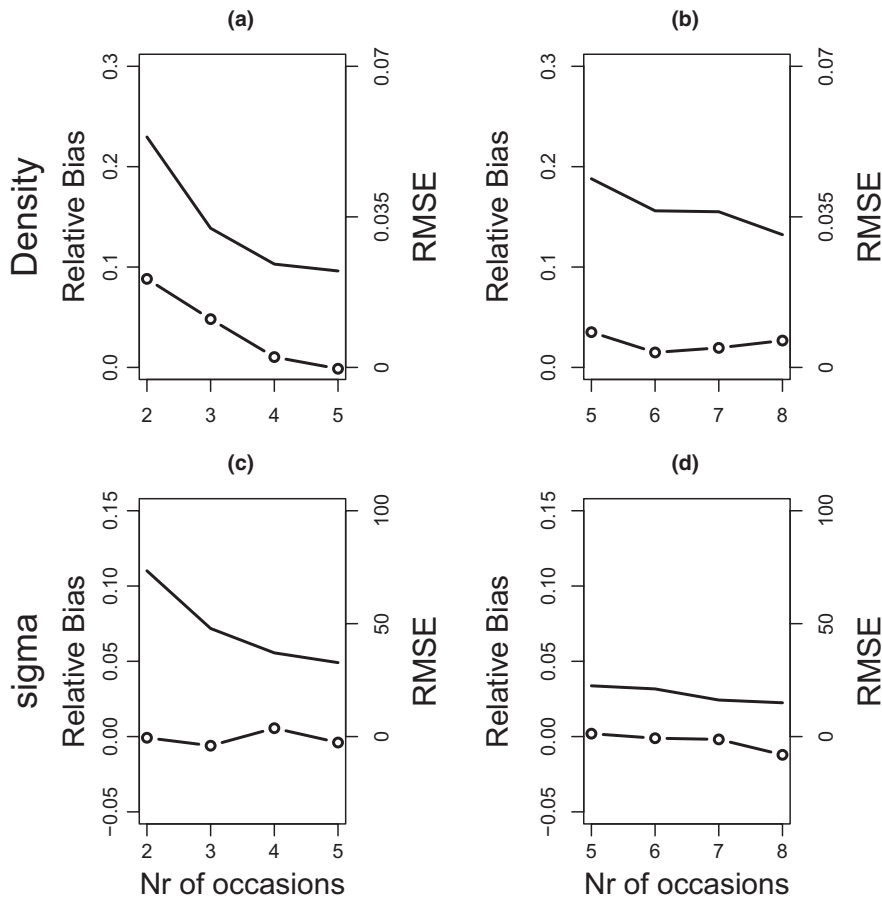 (a)
0.3
0.2
0.1
0.0
Relative Bias
Density
0.07
0.035
0
RMSE
2 3 4 5
(b)
0.3
0.2
0.1
0.0
Relative Bias
0.07
0.035
0
RMSE
5 6 7 8
(c)
0.15
0.10
0.05
0.00
−0.05
Relative Bias
sigma
100
50
0
RMSE
2 3 4 5
Nr of occasions
(d)
0.15
0.10
0.05
0.00
−0.05
Relative Bias
100
50
0
RMSE
5 6 7 8
Nr of occasions